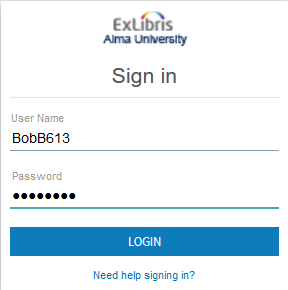 ExLibris
Alma University
Sign in
User Name
BobB613
Password
●●●●●●●●
LOGIN
Need help signing in?